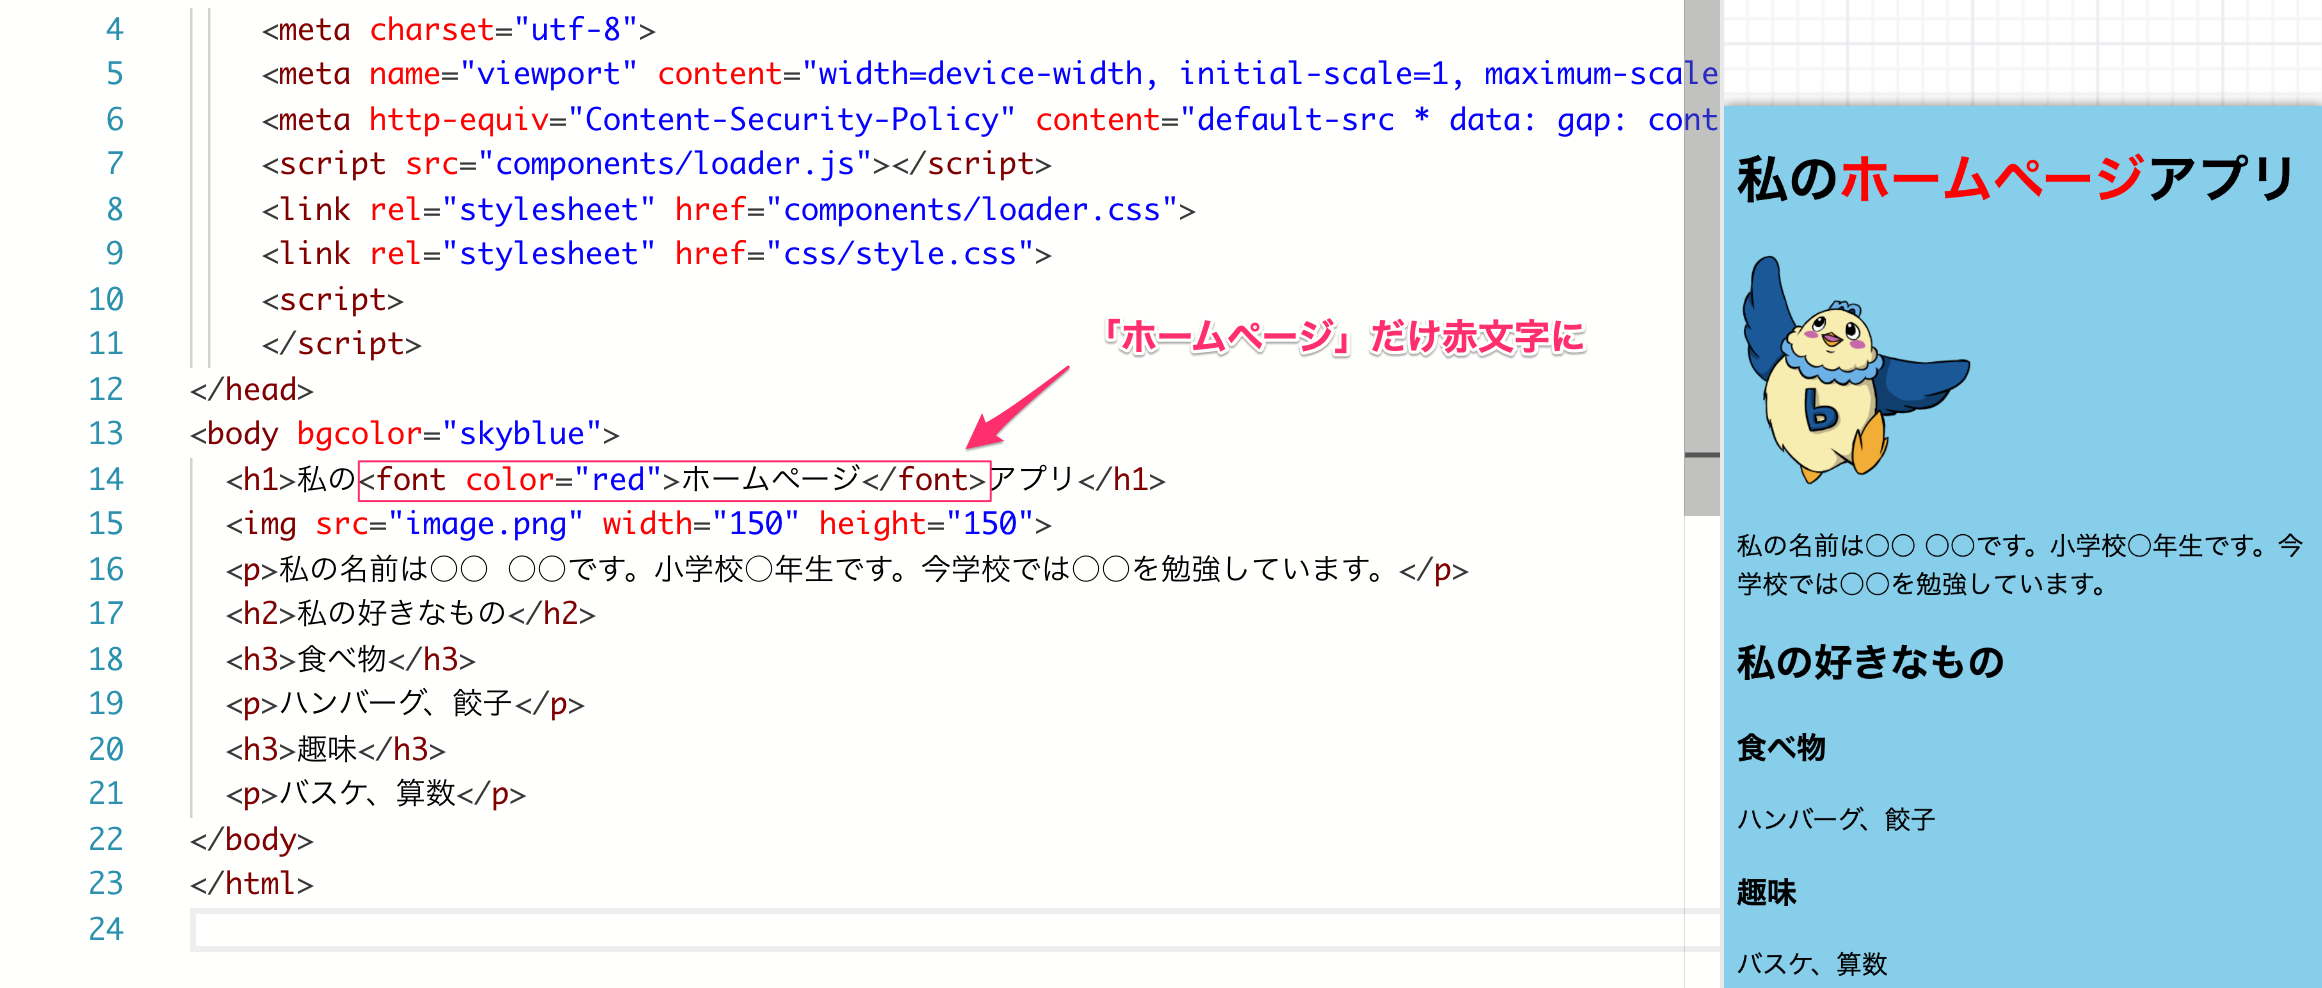 4 <meta charset="utf-8">
5 <meta name="viewport" content="width=device-width, initial-scale=1, maximum-scale
6 <meta http-equiv="Content-Security-Policy" content="default-src * data: gap: cont
7 <script src="components/loader.js"></script>
8 <link rel="stylesheet" href="components/loader.css">
9 <link rel="stylesheet" href="css/style.css">
10 <script>
11 </script>
12 </head>
13 <body bgcolor="skyblue">
14 <h1>私の<font color="red">ホームページ</font>アプリ</h1>
15 <img src="image.png" width="150" height="150">
16 <p>私の名前は○○ ○○です。小学校○年生です。今学校では○○を勉強しています。</p>
17 <h2>私の好きなもの</h2>
18 <h3>食べ物</h3>
19 <p>ハンバーグ、餃子</p>
20 <h3>趣味</h3>
21 <p>バスケ、算数</p>
22 </body>
23 </html>
24
「ホームページ」だけ赤文字に
私のホームページアプリ
b
私の名前は○○ ○○です。小学校○年生です。今
学校では○○を勉強しています。
私の好きなもの
食べ物
ハンバーグ、餃子
趣味
バスケ、算数